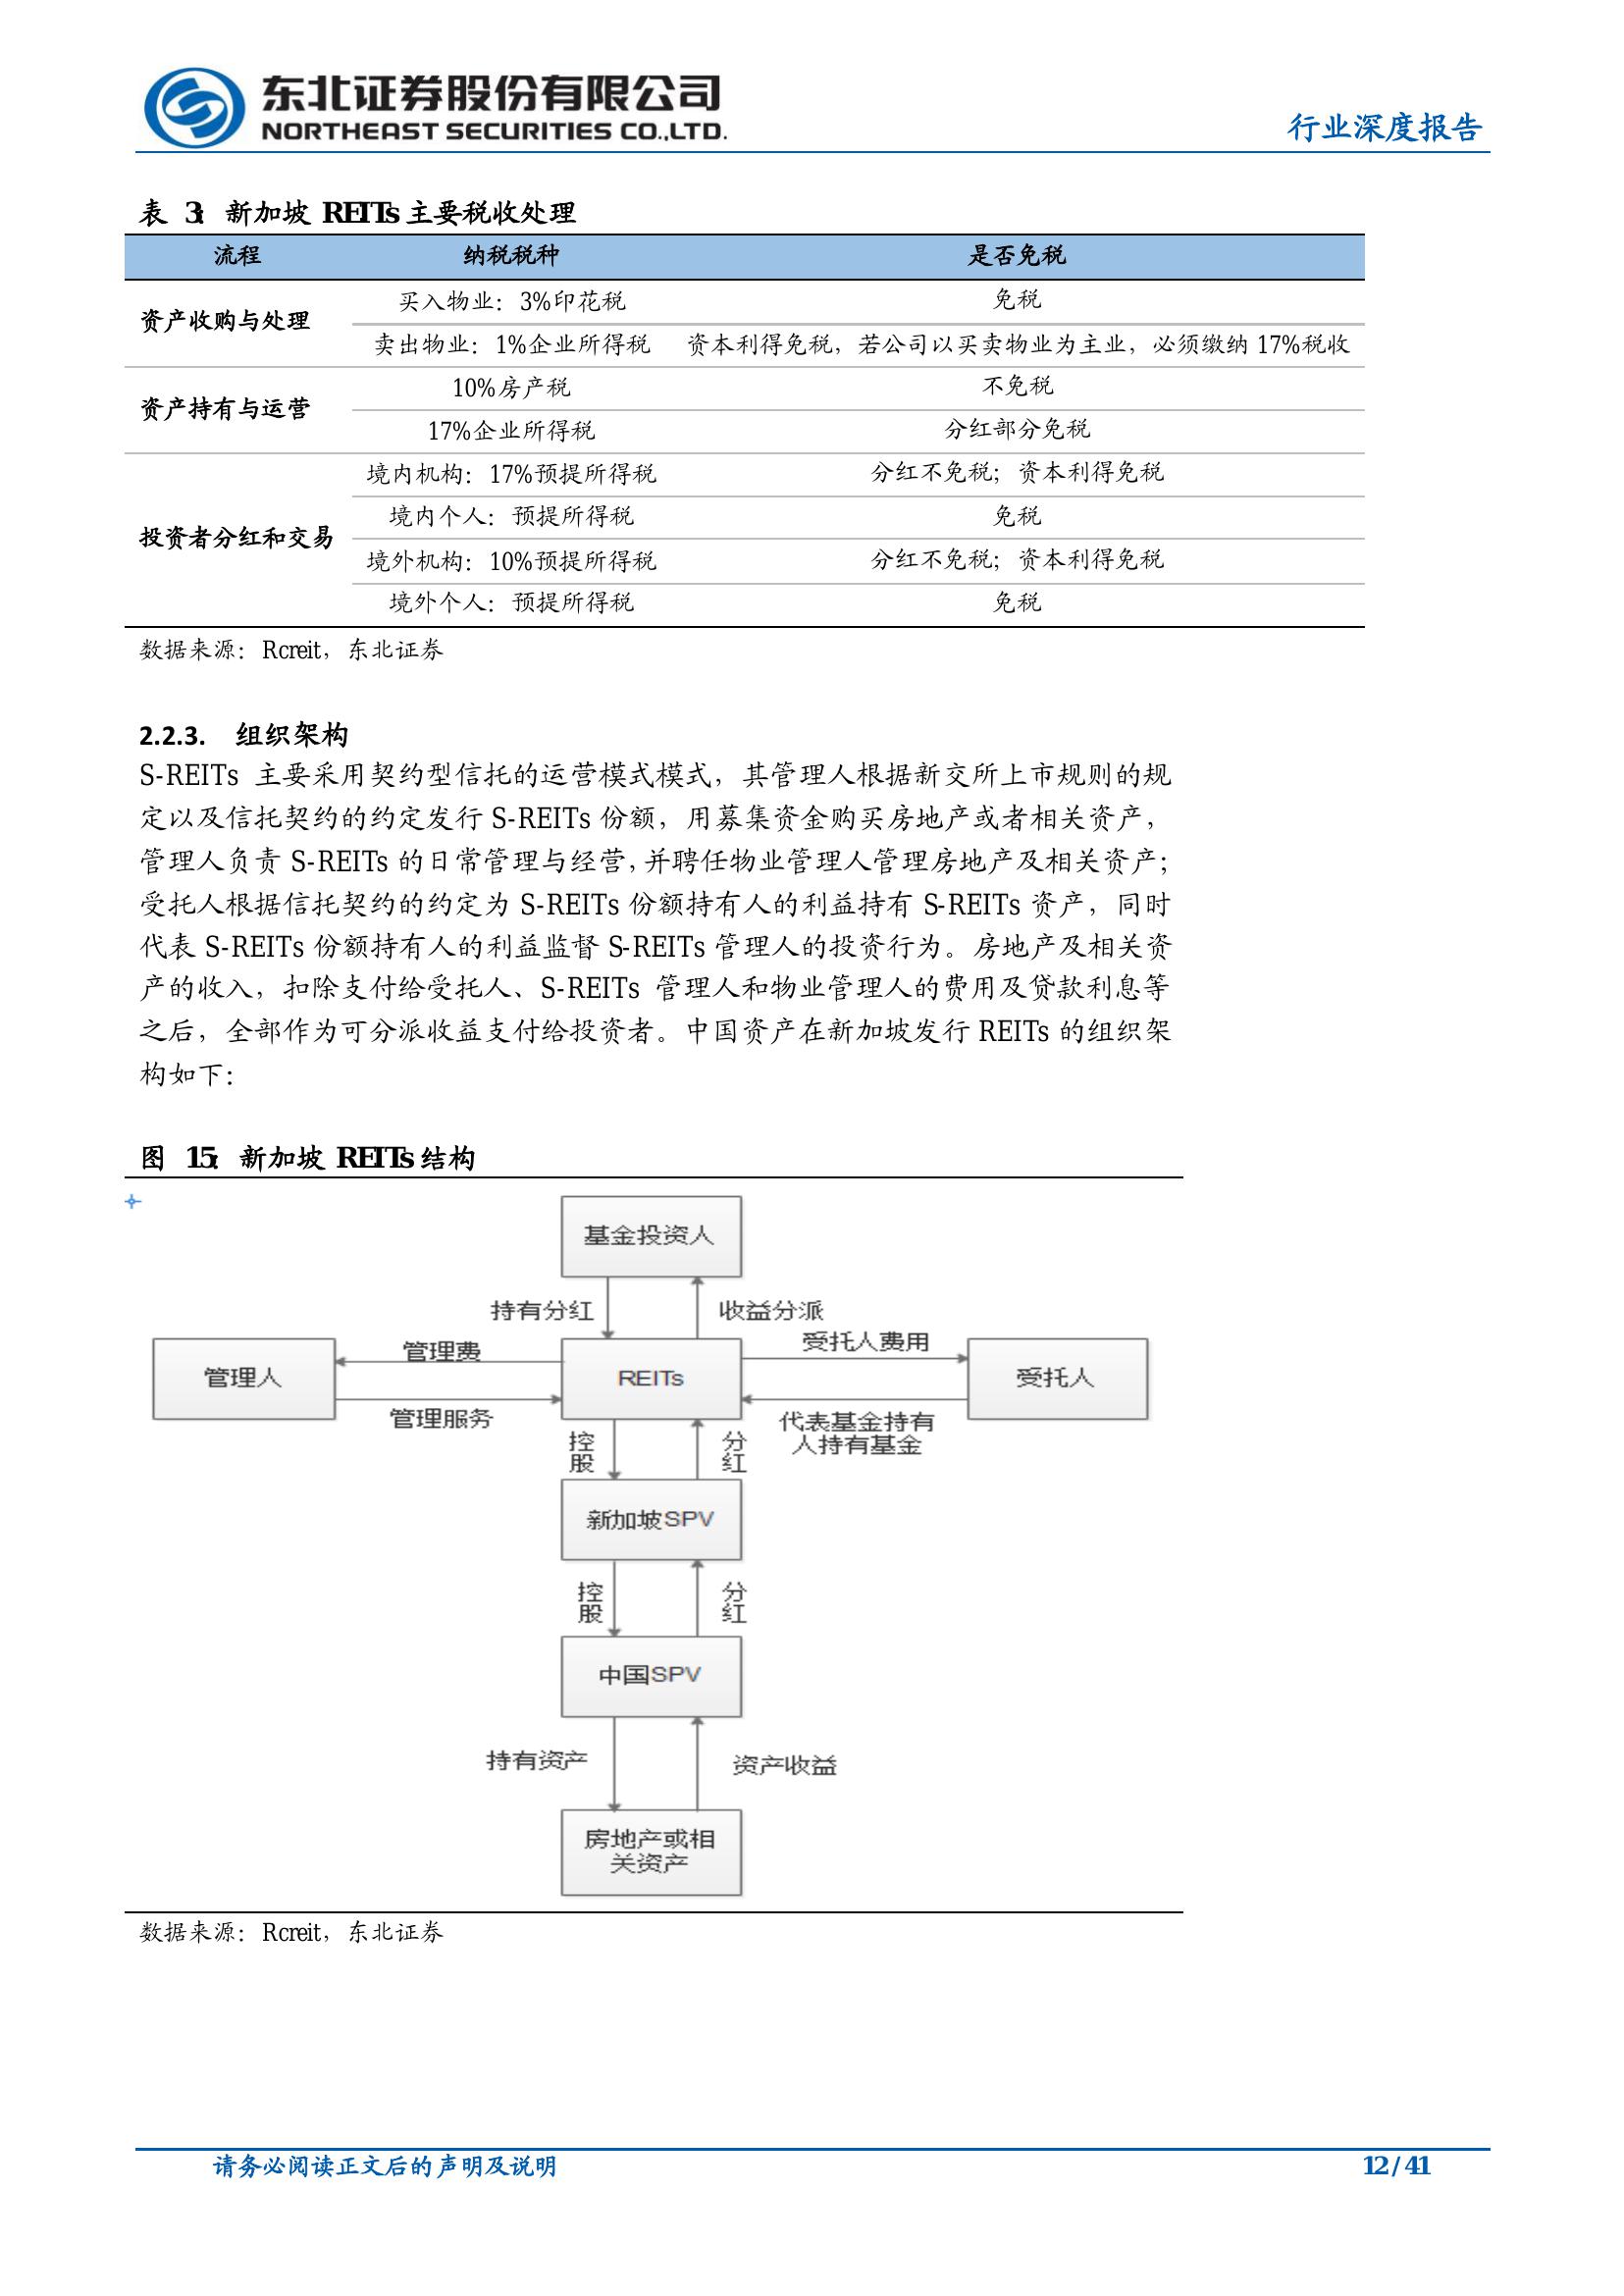 东北证券股份有限公司
NORTHEAST SECURITIES CO.,LTD.
行业深度报告
表 3: 新加坡 REITs 主要税收处理
流程 纳税税种 是否免税
资产收购与处理 买入物业：3%印花税 免税
卖出物业：1%企业所得税 资本利得免税，若公司以买卖物业为主业，必须缴纳 17%税收
资产持有与运营 10%房产税 不免税
17%企业所得税 分红部分免税
投资者分红和交易 境内机构：17%预提所得税 分红不免税；资本利得免税
境内个人：预提所得税 免税
境外机构：10%预提所得税 分红不免税；资本利得免税
境外个人：预提所得税 免税
数据来源：Rcreit，东北证券
2.2.3. 组织架构
S-REITs 主要采用契约型信托的运营模式模式，其管理人根据新交所上市规则的规
定以及信托契约的约定发行 S-REITs 份额，用募集资金购买房地产或者相关资产，
管理人负责 S-REITs 的日常管理与经营,并聘任物业管理人管理房地产及相关资产；
受托人根据信托契约的约定为 S-REITs 份额持有人的利益持有 S-REITs 资产，同时
代表 S-REITs 份额持有人的利益监督 S-REITs 管理人的投资行为。房地产及相关资
产的收入，扣除支付给受托人、S-REITs 管理人和物业管理人的费用及贷款利息等
之后，全部作为可分派收益支付给投资者。中国资产在新加坡发行 REITs 的组织架
构如下：
图 15: 新加坡 REITs 结构
基金投资人
持有分红 收益分派
管理人 管理费 REITs 受托人费用 受托人
管理服务 代表基金持有
人持有基金
控股 分红
新加坡SPV
控股 分红
中国SPV
持有资产 资产收益
房地产或相
关资产
数据来源：Rcreit，东北证券
请务必阅读正文后的声明及说明 12 / 41